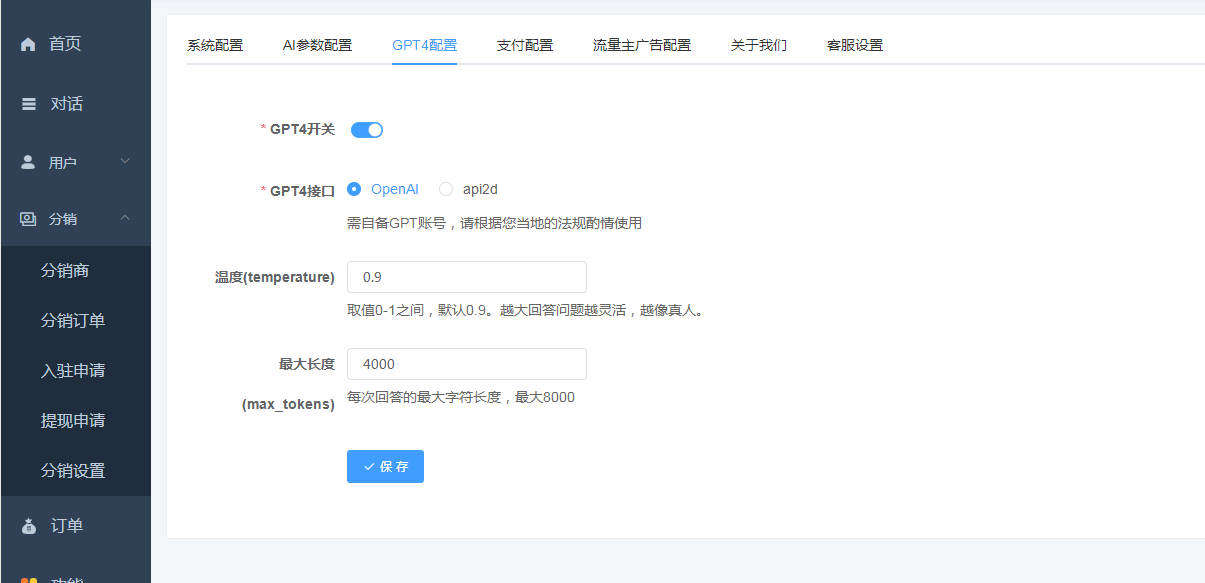 首页
对话
用户
分销
分销商
分销订单
入驻申请
提现申请
分销设置
订单
功能
系统配置
AI参数配置
GPT4配置
支付配置
流量主广告配置
关于我们
客服设置
* GPT4开关
* GPT4接口
OpenAI
api2d
需自备GPT账号，请根据您当地的法规酌情使用
温度(temperature)
0.9
取值0-1之间，默认0.9。越大回答问题越灵活，越像真人。
最大长度
(max_tokens)
4000
每次回答的最大字符长度，最大8000
保存